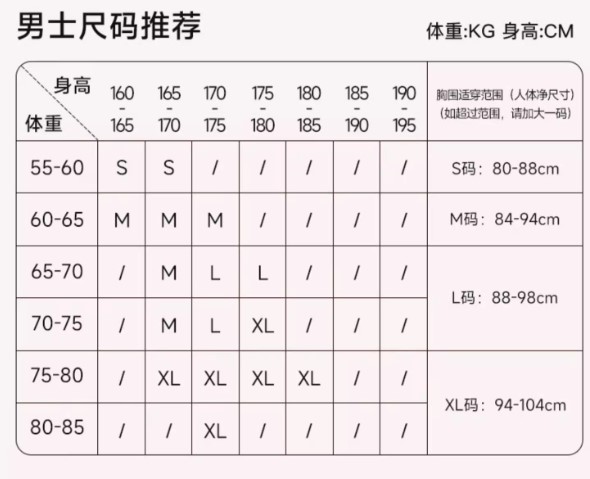 男士尺码推荐
体重:KG 身高:CM
身高 160-165 165-170 170-175 175-180 180-185 185-190 190-195 胸围适穿范围（人体净尺寸）
体重 （如超过范围，请加大一码）
55-60 S S / / / / / S码：80-88cm
60-65 M M M / / / / M码：84-94cm
65-70 / M L L / / /
L码：88-98cm
70-75 / M L XL / / /
75-80 / XL XL XL XL / /
XL码：94-104cm
80-85 / / XL / / / /